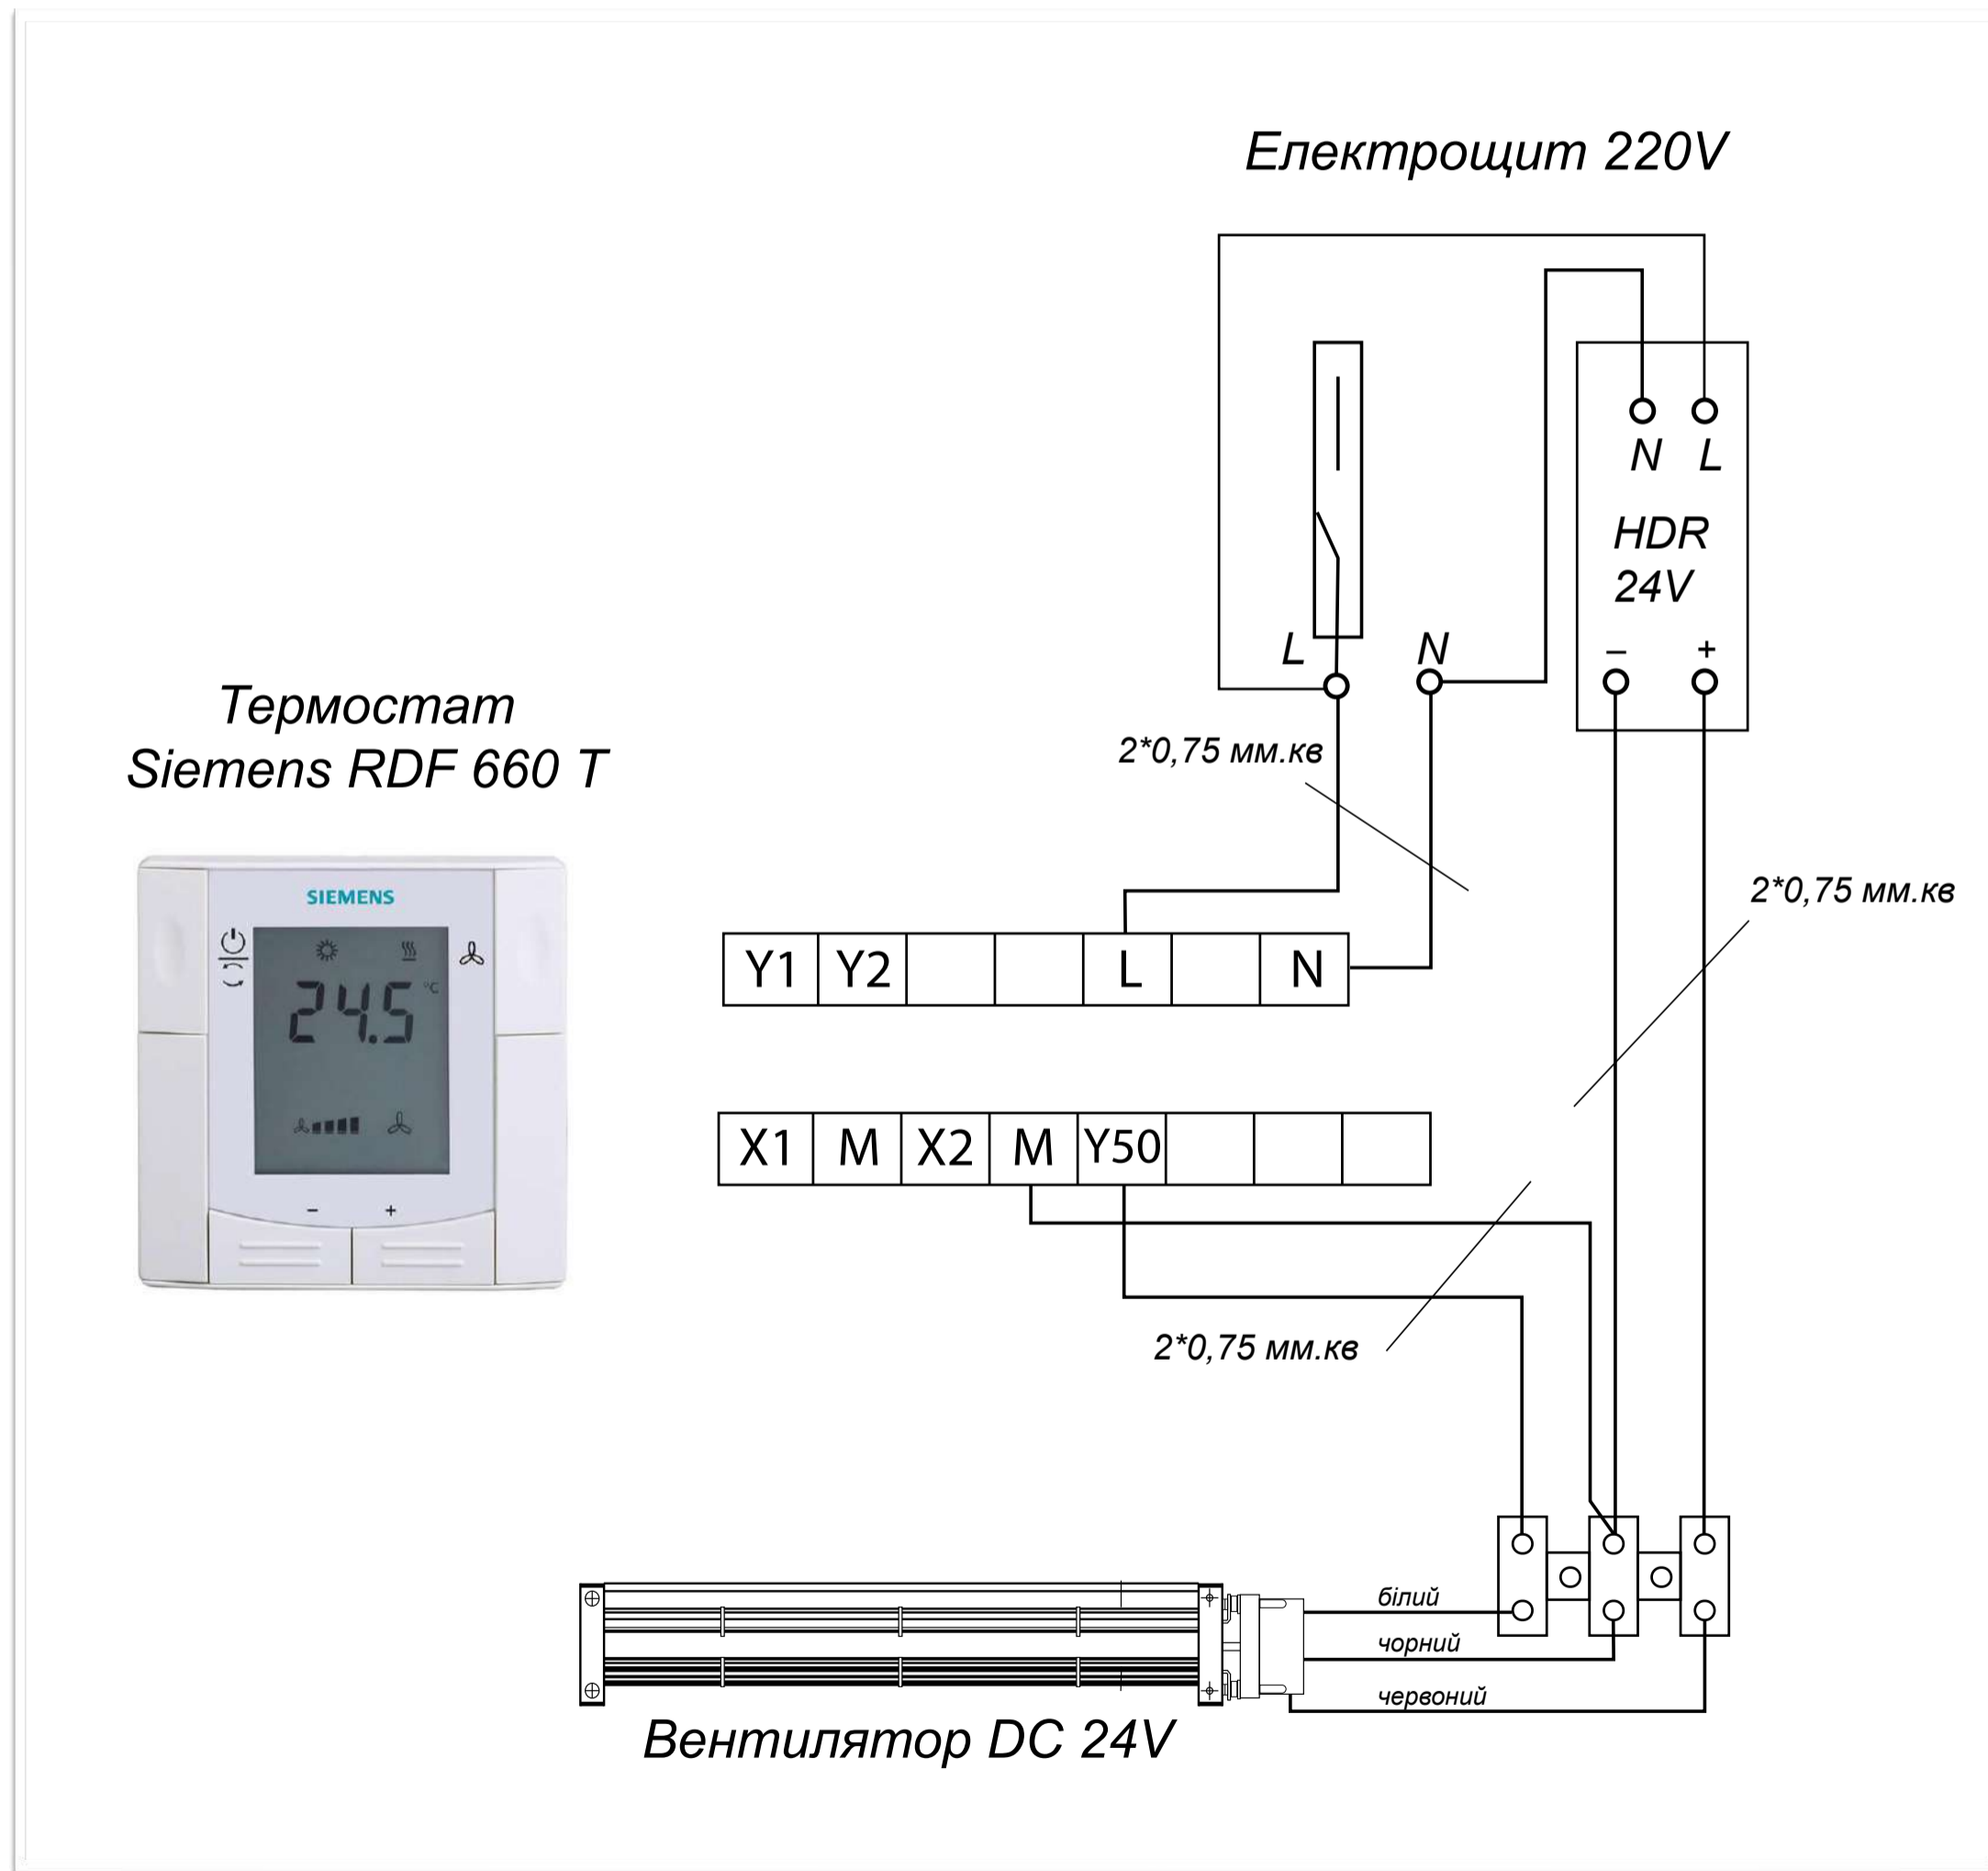 Електрощит 220V
N L
HDR
24V
– +
L N
2*0,75 мм.кв
Термостат
Siemens RDF 660 T
2*0,75 мм.кв
SIEMENS
24.5 °C
– +
Y1 Y2 L N
X1 M X2 M Y50
2*0,75 мм.кв
білий
чорний
червоний
Вентилятор DC 24V